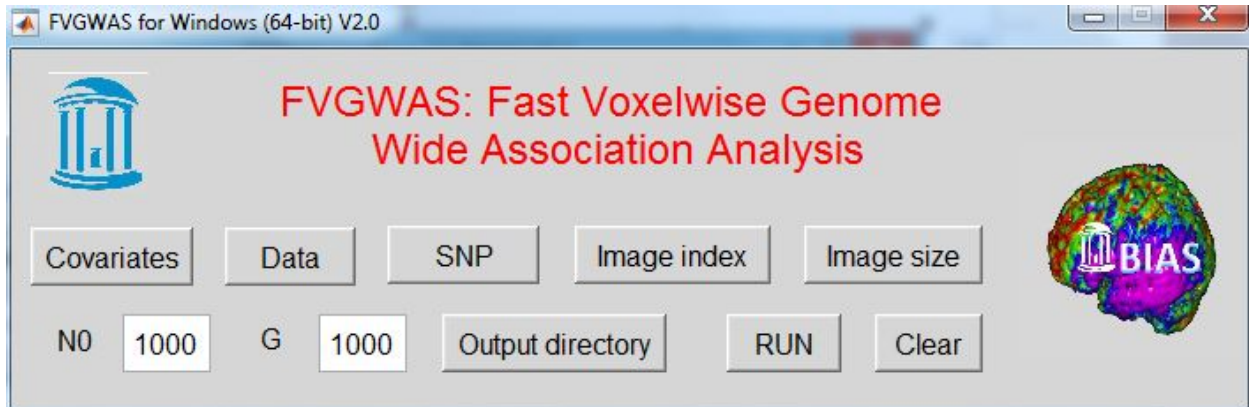 FVGWAS for Windows (64-bit) V2.0
FVGWAS: Fast Voxelwise Genome
Wide Association Analysis
Covariates Data SNP Image index Image size
BIAS
N0 1000 G 1000 Output directory RUN Clear